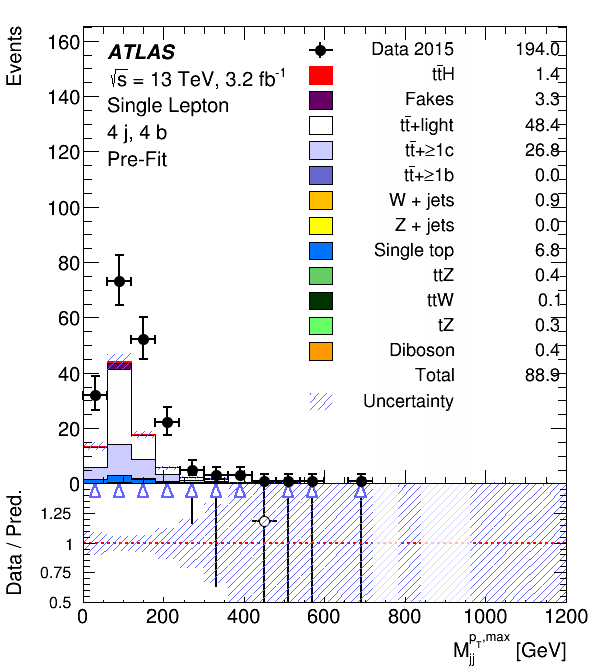 Events
160
140
120
100
80
60
40
20
0
ATLAS
√s = 13 TeV, 3.2 fb⁻¹
Single Lepton
4 j, 4 b
Pre-Fit
Data 2015 194.0
tt̄H 1.4
Fakes 3.3
tt̄+light 48.4
tt̄+≥1c 26.8
tt̄+≥1b 0.0
W + jets 0.9
Z + jets 0.0
Single top 6.8
ttZ 0.4
ttW 0.1
tZ 0.3
Diboson 0.4
Total 88.9
Uncertainty
Data / Pred.
1.25
1
0.75
0.5
0 200 400 600 800 1000 1200
M_jj^{p_T,max} [GeV]